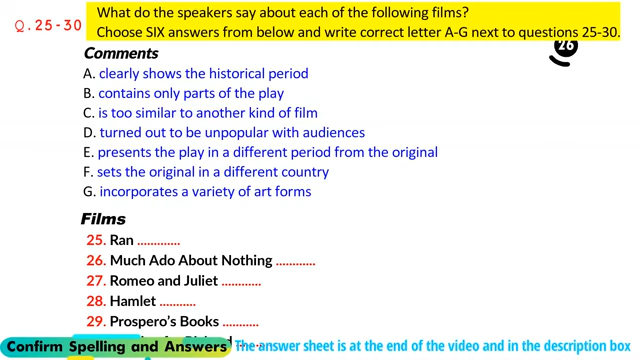 Q.25-30
What do the speakers say about each of the following films?
Choose SIX answers from below and write correct letter A-G next to questions 25-30.
26
Comments
A. clearly shows the historical period
B. contains only parts of the play
C. is too similar to another kind of film
D. turned out to be unpopular with audiences
E. presents the play in a different period from the original
F. sets the original in a different country
G. incorporates a variety of art forms
Films
25. Ran .............
26. Much Ado About Nothing ............
27. Romeo and Juliet ............
28. Hamlet ...........
29. Prospero's Books ...........
Confirm Spelling and Answers
The answer sheet is at the end of the video and in the description box